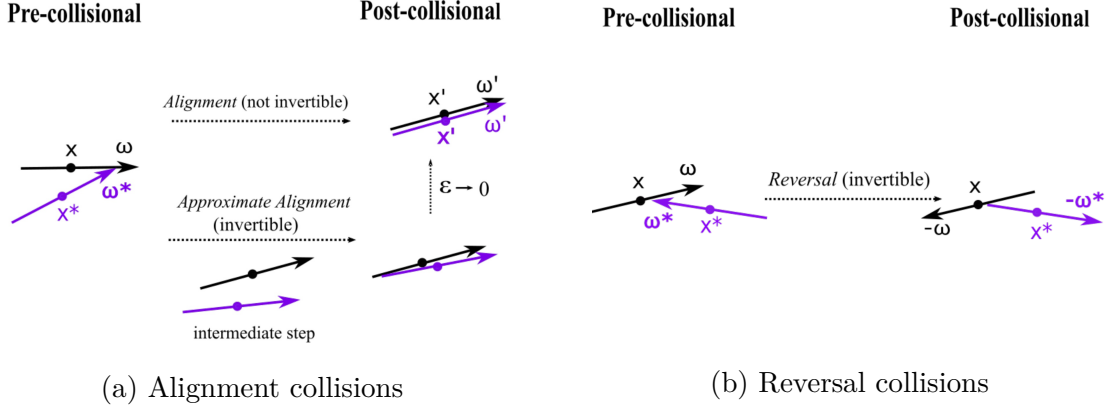 Pre-collisional
Post-collisional
Alignment (not invertible)
x
ω
ω*
x*
x'
ω'
x'
ω'
ε → 0
Approximate Alignment
(invertible)
intermediate step
(a) Alignment collisions
Pre-collisional
Post-collisional
Reversal (invertible)
x
ω
ω*
x*
x
-ω
-ω*
x*
(b) Reversal collisions